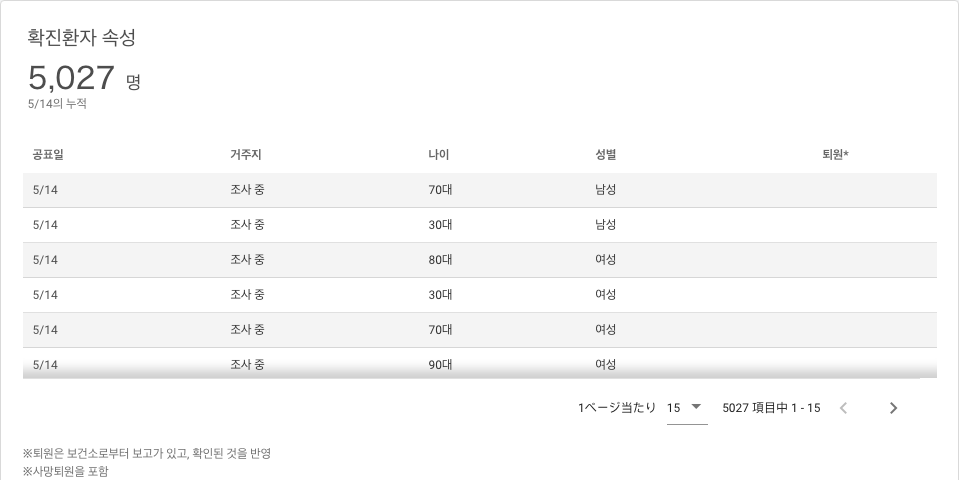 확진환자 속성
5,027 명
5/14의 누적
공표일 거주지 나이 성별 퇴원*
5/14 조사 중 70대 남성
5/14 조사 중 30대 남성
5/14 조사 중 80대 여성
5/14 조사 중 30대 여성
5/14 조사 중 70대 여성
5/14 조사 중 90대 여성
1ページ当たり 15 5027 項目中 1 - 15
※퇴원은 보건소로부터 보고가 있고, 확인된 것을 반영
※사망퇴원을 포함